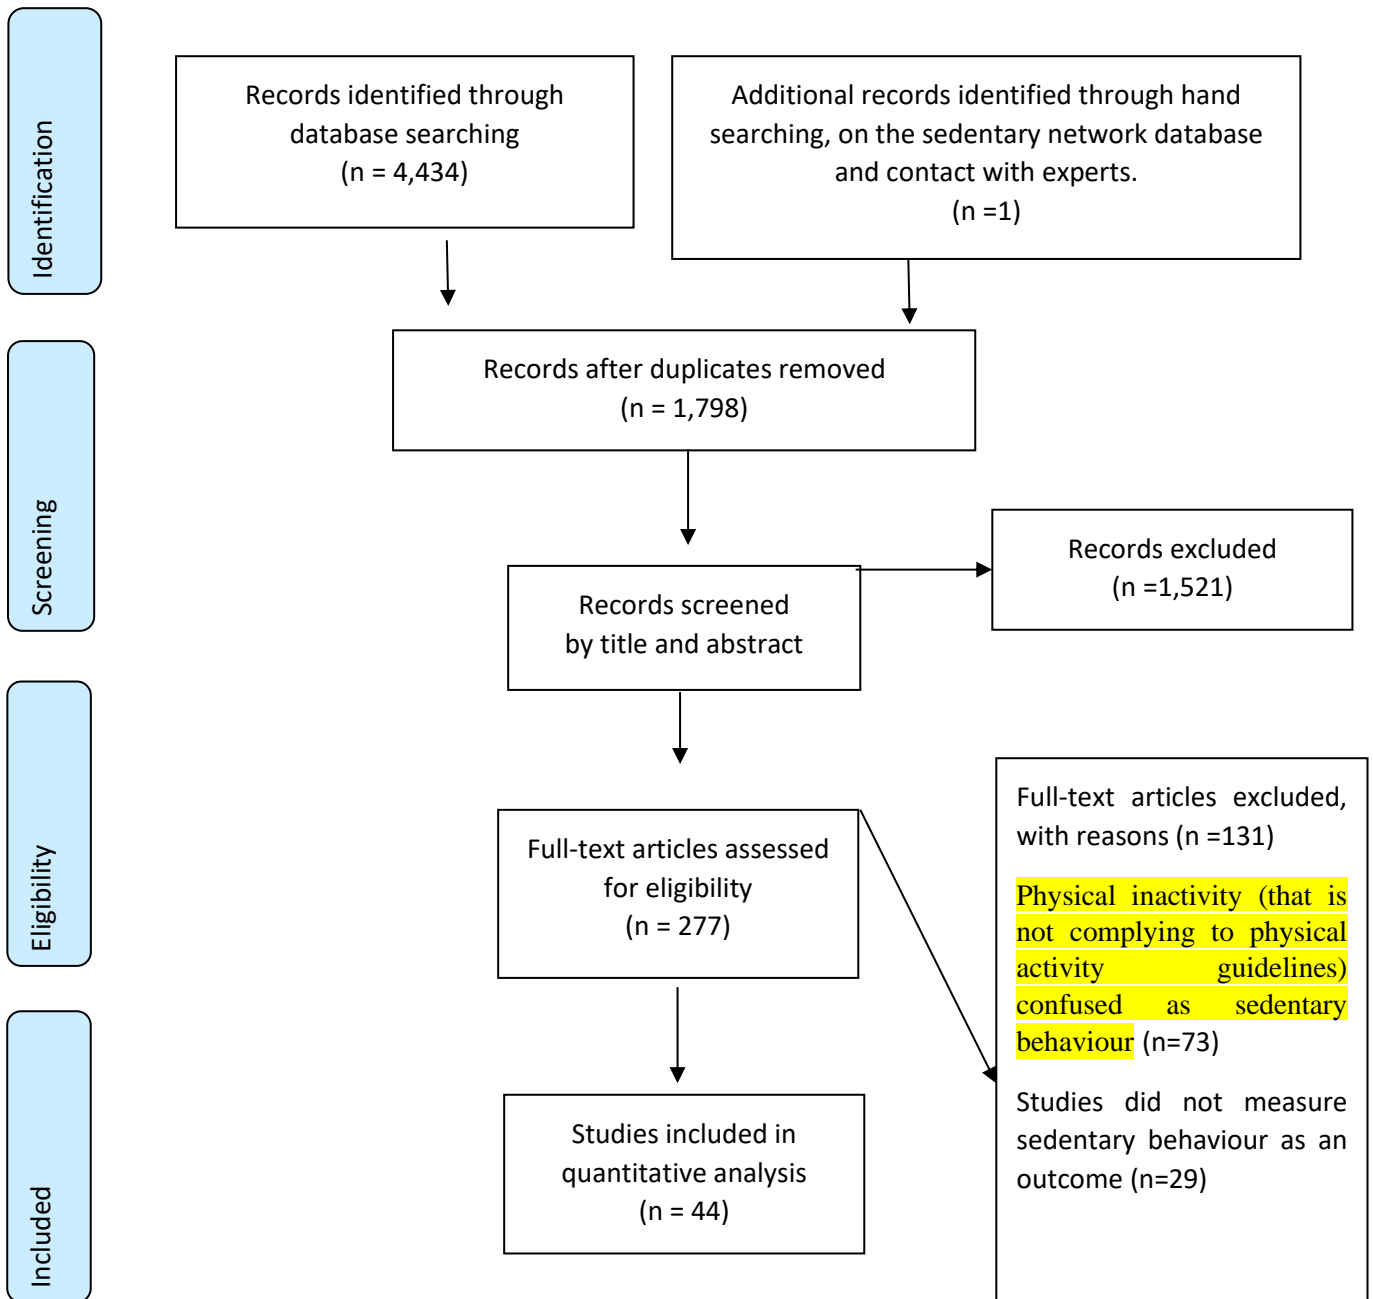 Identification
Records identified through
database searching
(n = 4,434)
Additional records identified through hand
searching, on the sedentary network database
and contact with experts.
(n =1)
Records after duplicates removed
(n = 1,798)
Screening
Records screened
by title and abstract
Records excluded
(n =1,521)
Eligibility
Full-text articles assessed
for eligibility
(n = 277)
Full-text articles excluded,
with reasons (n =131)
Physical inactivity (that is
not complying to physical
activity guidelines)
confused as sedentary
behaviour (n=73)
Studies did not measure
sedentary behaviour as an
outcome (n=29)
Included
Studies included in
quantitative analysis
(n = 44)